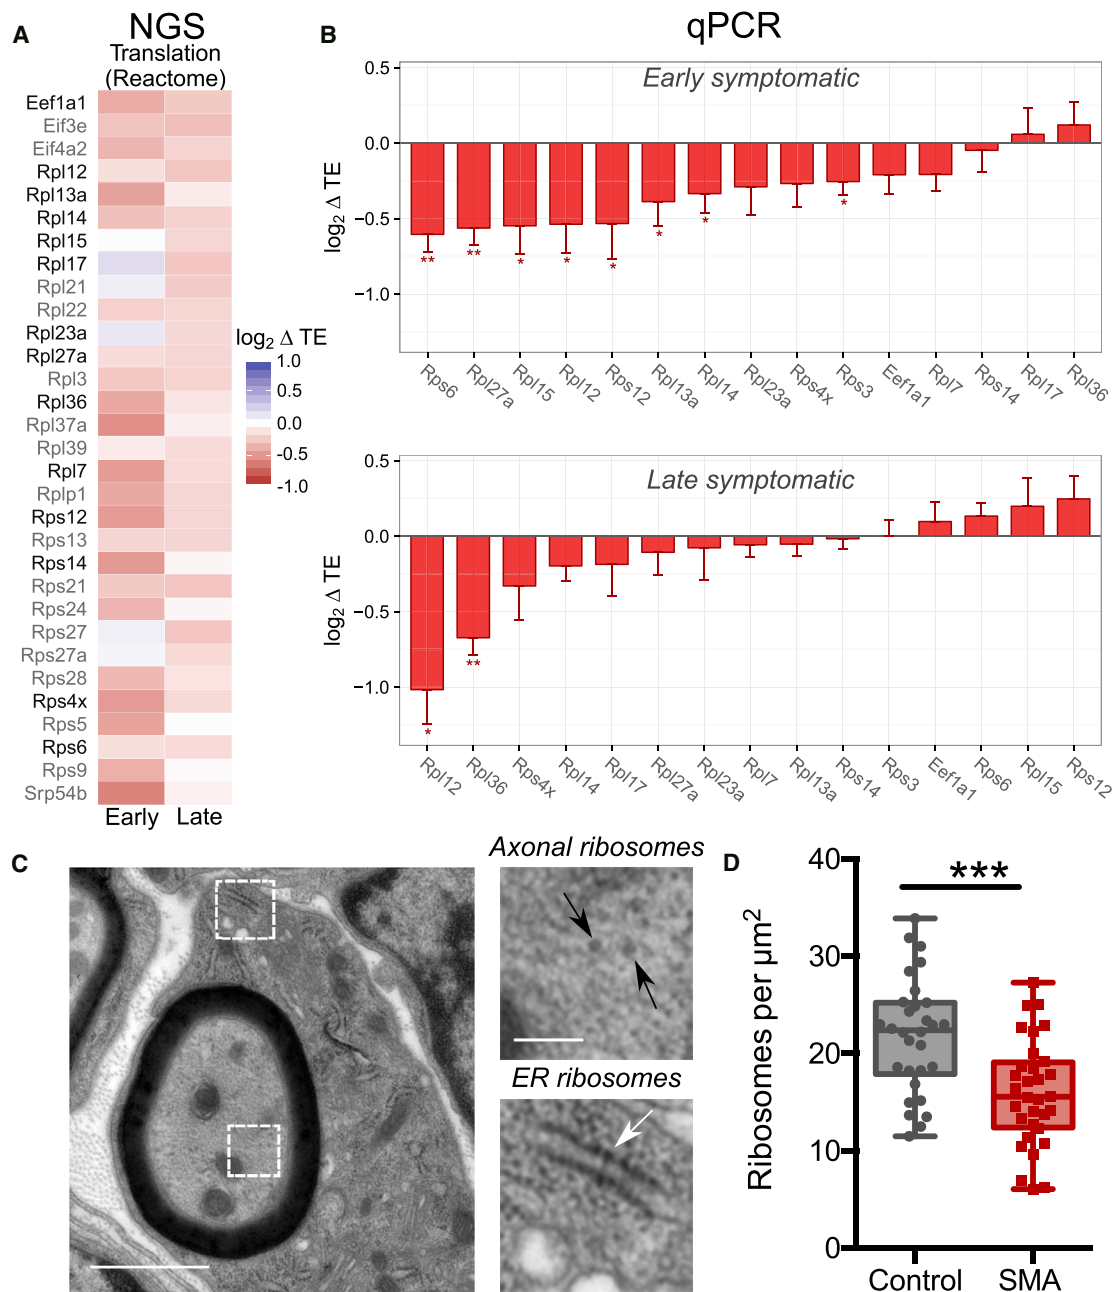 A
NGS
Translation
(Reactome)
Eef1a1
Eif3e
Eif4a2
Rpl12
Rpl13a
Rpl14
Rpl15
Rpl17
Rpl21
Rpl22
Rpl23a
Rpl27a
Rpl3
Rpl36
Rpl37a
Rpl39
Rpl7
Rplp1
Rps12
Rps13
Rps14
Rps21
Rps24
Rps27
Rps27a
Rps28
Rps4x
Rps5
Rps6
Rps9
Srp54b
Early Late
log₂ Δ TE
1.0
0.5
0.0
-0.5
-1.0
B
qPCR
Early symptomatic
log₂ Δ TE
0.5
0.0
−0.5
−1.0
** ** * * * * * *
Rps6 Rpl27a Rpl15 Rpl12 Rps12 Rpl13a Rpl14 Rpl23a Rps4x Rps3 Eef1a1 Rpl7 Rps14 Rpl17 Rpl36
Late symptomatic
log₂ Δ TE
0.5
0.0
−0.5
−1.0
* **
Rpl12 Rpl36 Rps4x Rpl14 Rpl17 Rpl27a Rpl23a Rpl7 Rpl13a Rps14 Rps3 Eef1a1 Rps6 Rpl15 Rps12
C
Axonal ribosomes
ER ribosomes
D
Ribosomes per µm²
40
30
20
10
0
***
Control SMA